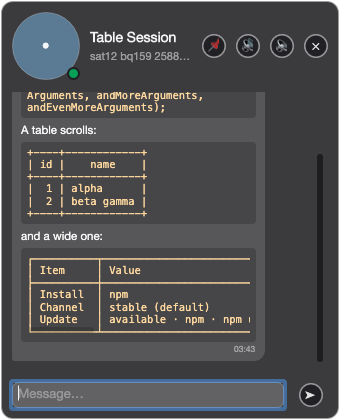 Table Session
sat12 bq159 2588…
Arguments, andMoreArguments,
andEvenMoreArguments);
A table scrolls:
+----+------------+
| id |    name    |
+----+------------+
|  1 | alpha      |
|  2 | beta gamma |
+----+------------+
and a wide one:
Item │ Value
Install │ npm
Channel │ stable (default)
Update │ available · npm · npm
03:43
Message…